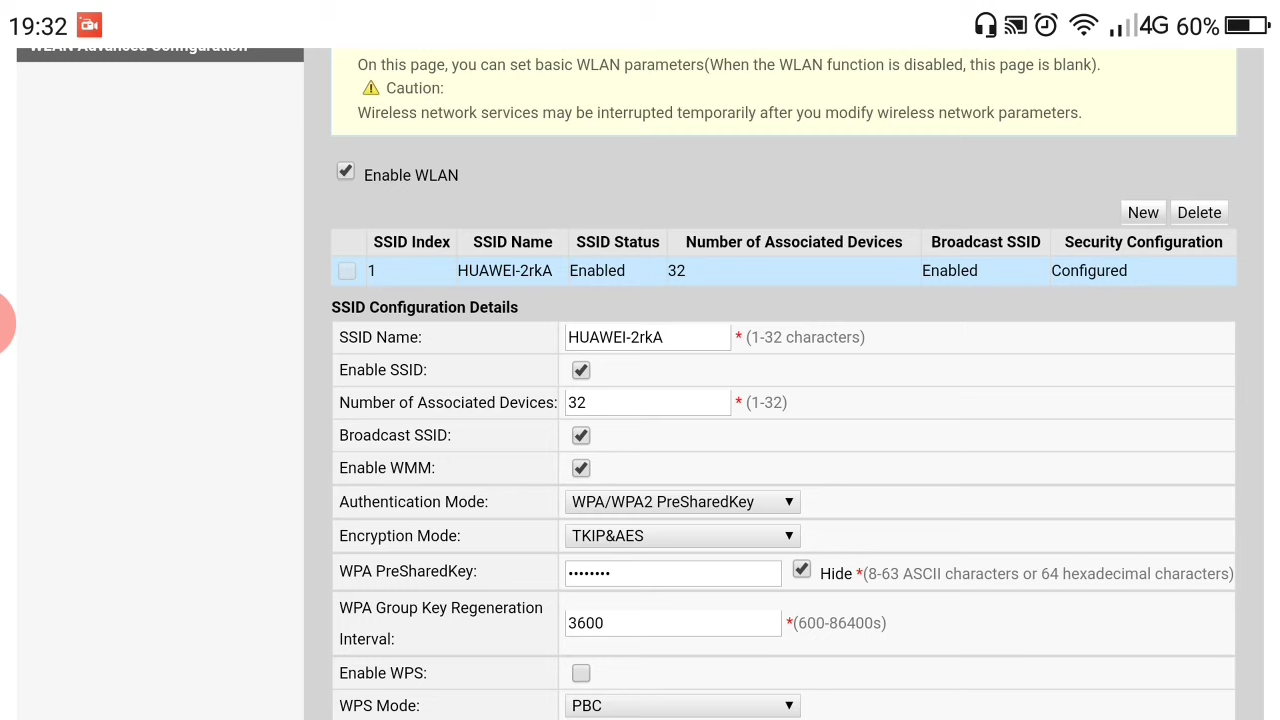 19:32
4G 60%
WLAN Advanced Configuration
On this page, you can set basic WLAN parameters(When the WLAN function is disabled, this page is blank).
Caution:
Wireless network services may be interrupted temporarily after you modify wireless network parameters.
Enable WLAN
New Delete
SSID Index SSID Name SSID Status Number of Associated Devices Broadcast SSID Security Configuration
1 HUAWEI-2rkA Enabled 32 Enabled Configured
SSID Configuration Details
SSID Name: HUAWEI-2rkA * (1-32 characters)
Enable SSID:
Number of Associated Devices: 32 * (1-32)
Broadcast SSID:
Enable WMM:
Authentication Mode: WPA/WPA2 PreSharedKey
Encryption Mode: TKIP&AES
WPA PreSharedKey: •••••••• Hide *(8-63 ASCII characters or 64 hexadecimal characters)
WPA Group Key Regeneration
Interval: 3600 *(600-86400s)
Enable WPS:
WPS Mode: PBC